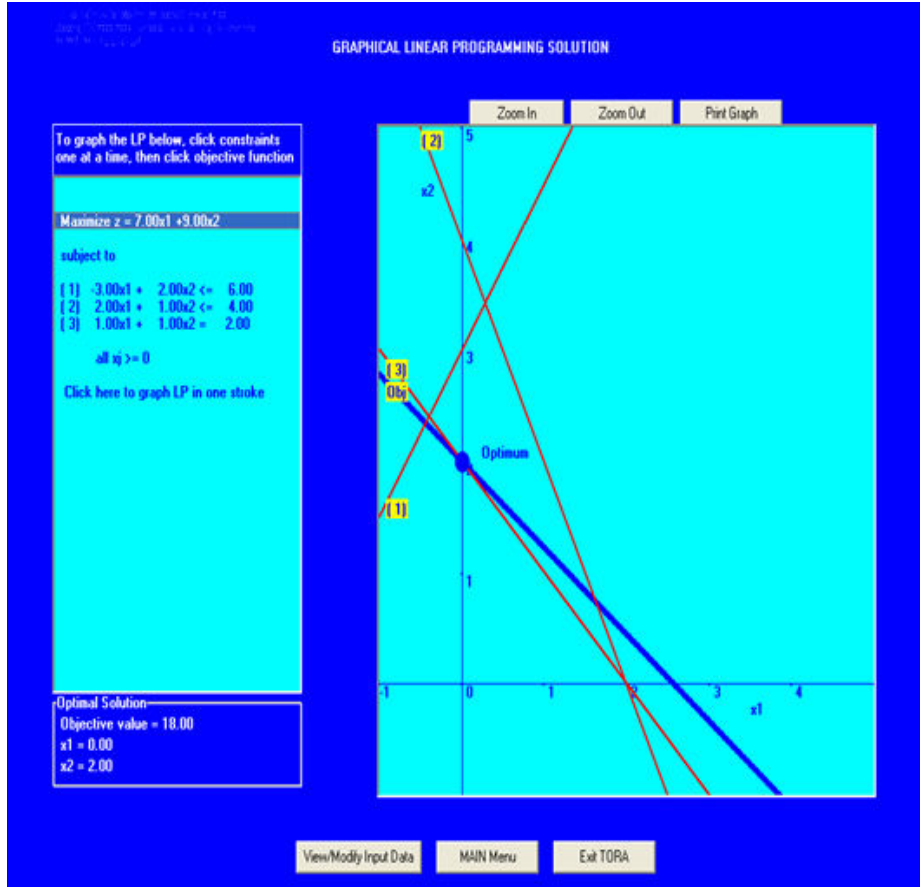 GRAPHICAL LINEAR PROGRAMMING SOLUTION
Zoom In
Zoom Out
Print Graph
To graph the LP below, click constraints
one at a time, then click objective function
Maximize z = 7.00x1 +9.00x2
subject to
(1) -3.00x1 + 2.00x2 <= 6.00
(2) 2.00x1 + 1.00x2 <= 4.00
(3) 1.00x1 + 1.00x2 = 2.00
all xj >= 0
Click here to graph LP in one stroke
(2)
5
x2
4
3
(3)
Obj
Optimum
2
(1)
1
-1 0 1 2 3 4
x1
Optimal Solution
Objective value = 18.00
x1 = 0.00
x2 = 2.00
View/Modify Input Data
MAIN Menu
Exit TORA